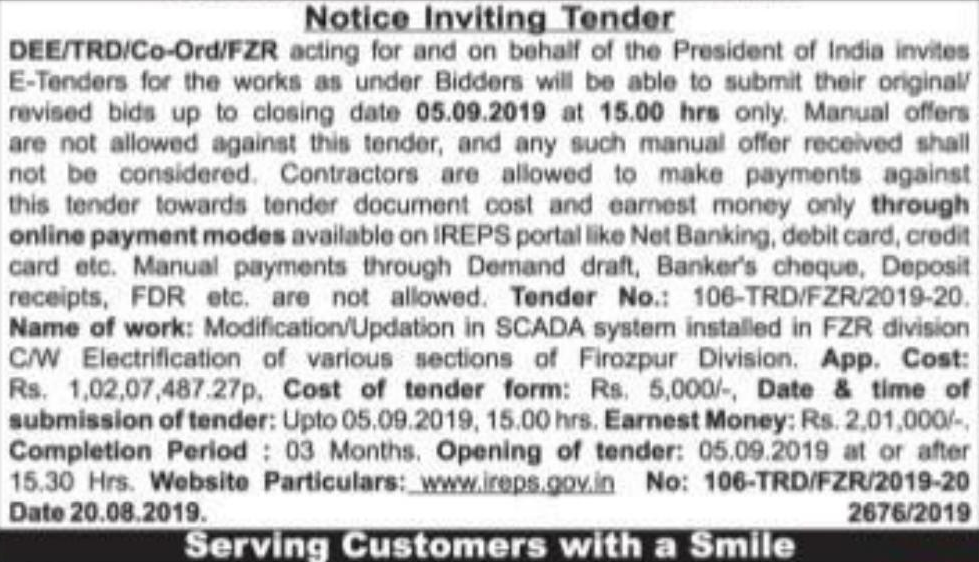 Notice Inviting Tender
DEE/TRD/Co-Ord/FZR acting for and on behalf of the President of India invites
E-Tenders for the works as under Bidders will be able to submit their original/
revised bids up to closing date 05.09.2019 at 15.00 hrs only. Manual offers
are not allowed against this tender, and any such manual offer received shall
not be considered. Contractors are allowed to make payments against
this tender towards tender document cost and earnest money only through
online payment modes available on IREPS portal like Net Banking, debit card, credit
card etc. Manual payments through Demand draft, Banker's cheque, Deposit
receipts, FDR etc. are not allowed. Tender No.: 106-TRD/FZR/2019-20.
Name of work: Modification/Updation in SCADA system installed in FZR division
C/W Electrification of various sections of Firozpur Division. App. Cost:
Rs. 1,02,07,487.27p, Cost of tender form: Rs. 5,000/-, Date & time of
submission of tender: Upto 05.09.2019, 15.00 hrs. Earnest Money: Rs. 2,01,000/-.
Completion Period : 03 Months. Opening of tender: 05.09.2019 at or after
15.30 Hrs. Website Particulars: www.ireps.gov.in No: 106-TRD/FZR/2019-20
Date 20.08.2019. 2676/2019
Serving Customers with a Smile